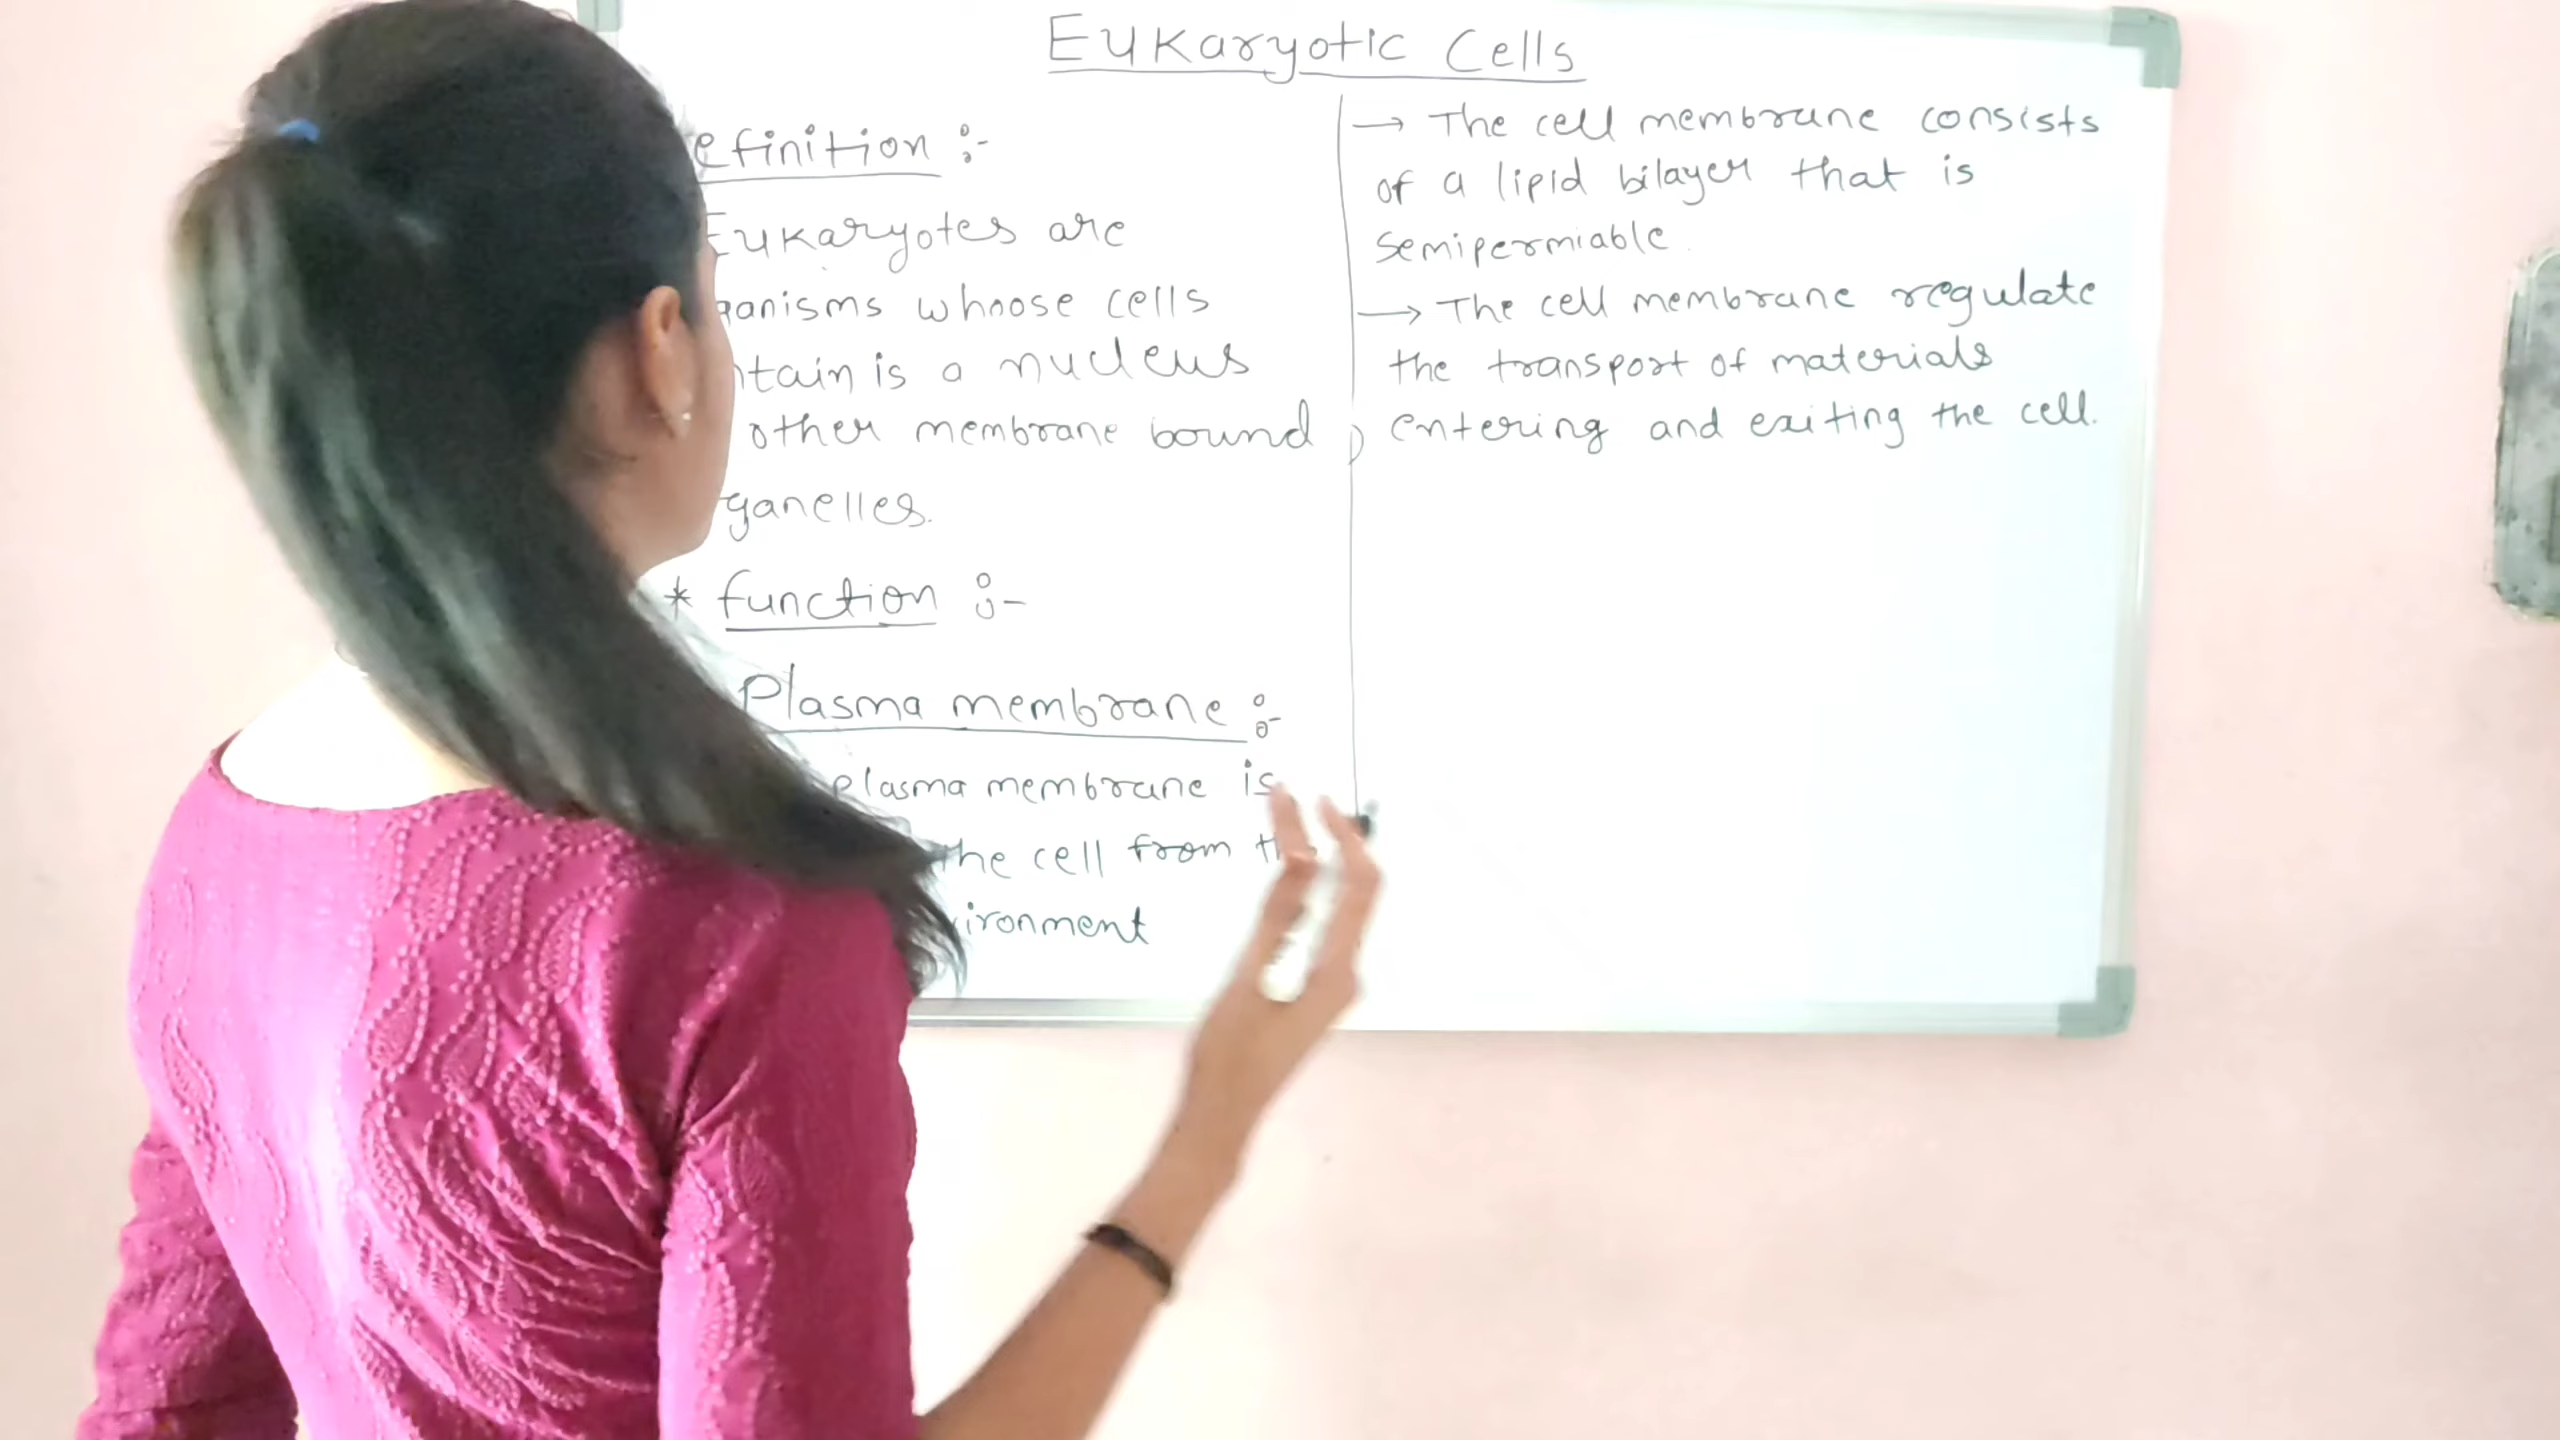 Eukaryotic Cells
efinition :-
Eukaryotes are
ganisms whoose cells
ntain is a nucleus
other membrane bound
ganelles.
* function :-
Plasma membrane :-
plasma membrane is
the cell from
ironment
→ The cell membrane consists
of a lipid bilayer that is
semipermiable.
→ The cell membrane regulate
the transport of materials
entering and exiting the cell.